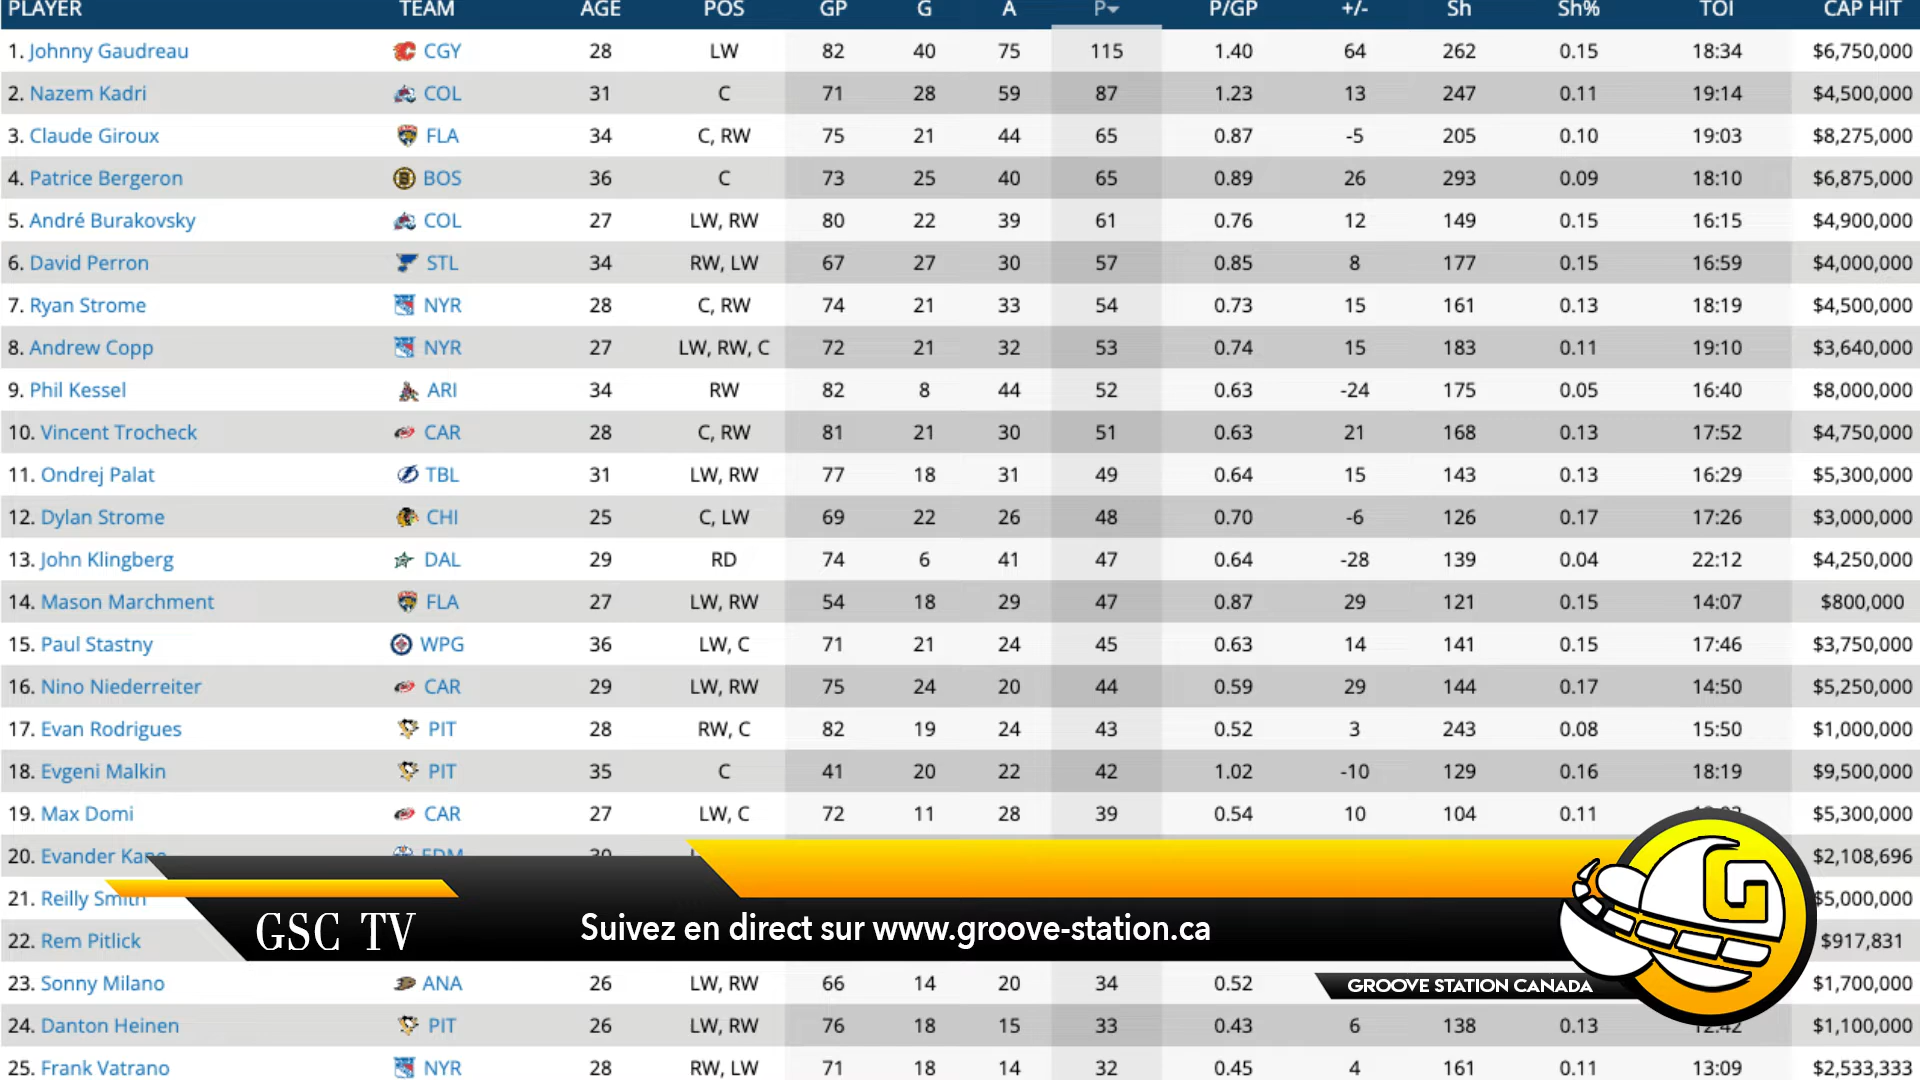 PLAYER TEAM AGE POS GP G A P P/GP +/- Sh Sh% TOI CAP HIT
1. Johnny Gaudreau CGY 28 LW 82 40 75 115 1.40 64 262 0.15 18:34 $6,750,000
2. Nazem Kadri COL 31 C 71 28 59 87 1.23 13 247 0.11 19:14 $4,500,000
3. Claude Giroux FLA 34 C, RW 75 21 44 65 0.87 -5 205 0.10 19:03 $8,275,000
4. Patrice Bergeron BOS 36 C 73 25 40 65 0.89 26 293 0.09 18:10 $6,875,000
5. André Burakovsky COL 27 LW, RW 80 22 39 61 0.76 12 149 0.15 16:15 $4,900,000
6. David Perron STL 34 RW, LW 67 27 30 57 0.85 8 177 0.15 16:59 $4,000,000
7. Ryan Strome NYR 28 C, RW 74 21 33 54 0.73 15 161 0.13 18:19 $4,500,000
8. Andrew Copp NYR 27 LW, RW, C 72 21 32 53 0.74 15 183 0.11 19:10 $3,640,000
9. Phil Kessel ARI 34 RW 82 8 44 52 0.63 -24 175 0.05 16:40 $8,000,000
10. Vincent Trocheck CAR 28 C, RW 81 21 30 51 0.63 21 168 0.13 17:52 $4,750,000
11. Ondrej Palat TBL 31 LW, RW 77 18 31 49 0.64 15 143 0.13 16:29 $5,300,000
12. Dylan Strome CHI 25 C, LW 69 22 26 48 0.70 -6 126 0.17 17:26 $3,000,000
13. John Klingberg DAL 29 RD 74 6 41 47 0.64 -28 139 0.04 22:12 $4,250,000
14. Mason Marchment FLA 27 LW, RW 54 18 29 47 0.87 29 121 0.15 14:07 $800,000
15. Paul Stastny WPG 36 LW, C 71 21 24 45 0.63 14 141 0.15 17:46 $3,750,000
16. Nino Niederreiter CAR 29 LW, RW 75 24 20 44 0.59 29 144 0.17 14:50 $5,250,000
17. Evan Rodrigues PIT 28 RW, C 82 19 24 43 0.52 3 243 0.08 15:50 $1,000,000
18. Evgeni Malkin PIT 35 C 41 20 22 42 1.02 -10 129 0.16 18:19 $9,500,000
19. Max Domi CAR 27 LW, C 72 11 28 39 0.54 10 104 0.11 $5,300,000
20. Evander Kane EDM 30 $2,108,696
21. Reilly Smith $5,000,000
22. Rem Pitlick $917,831
GSC TV
Suivez en direct sur www.groove-station.ca
G
23. Sonny Milano ANA 26 LW, RW 66 14 20 34 0.52 $1,700,000
GROOVE STATION CANADA
24. Danton Heinen PIT 26 LW, RW 76 18 15 33 0.43 6 138 0.13 12:42 $1,100,000
25. Frank Vatrano NYR 28 RW, LW 71 18 14 32 0.45 4 161 0.11 13:09 $2,533,333